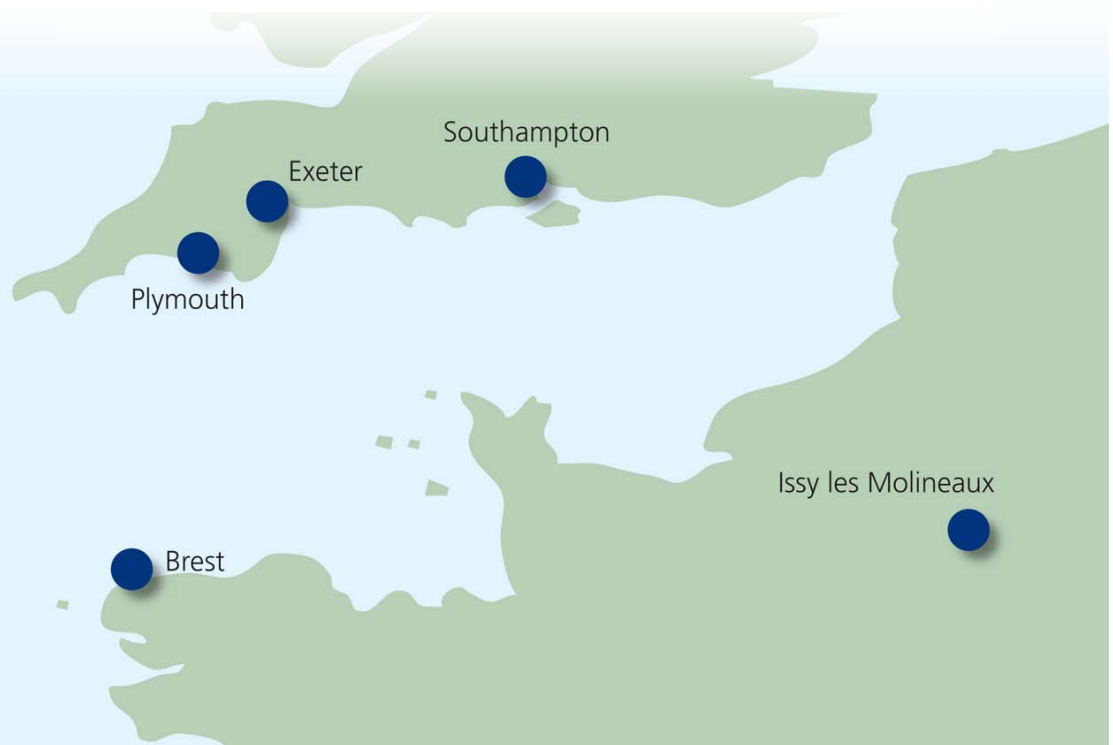 Southampton
Exeter
Plymouth
Issy les Molineaux
Brest